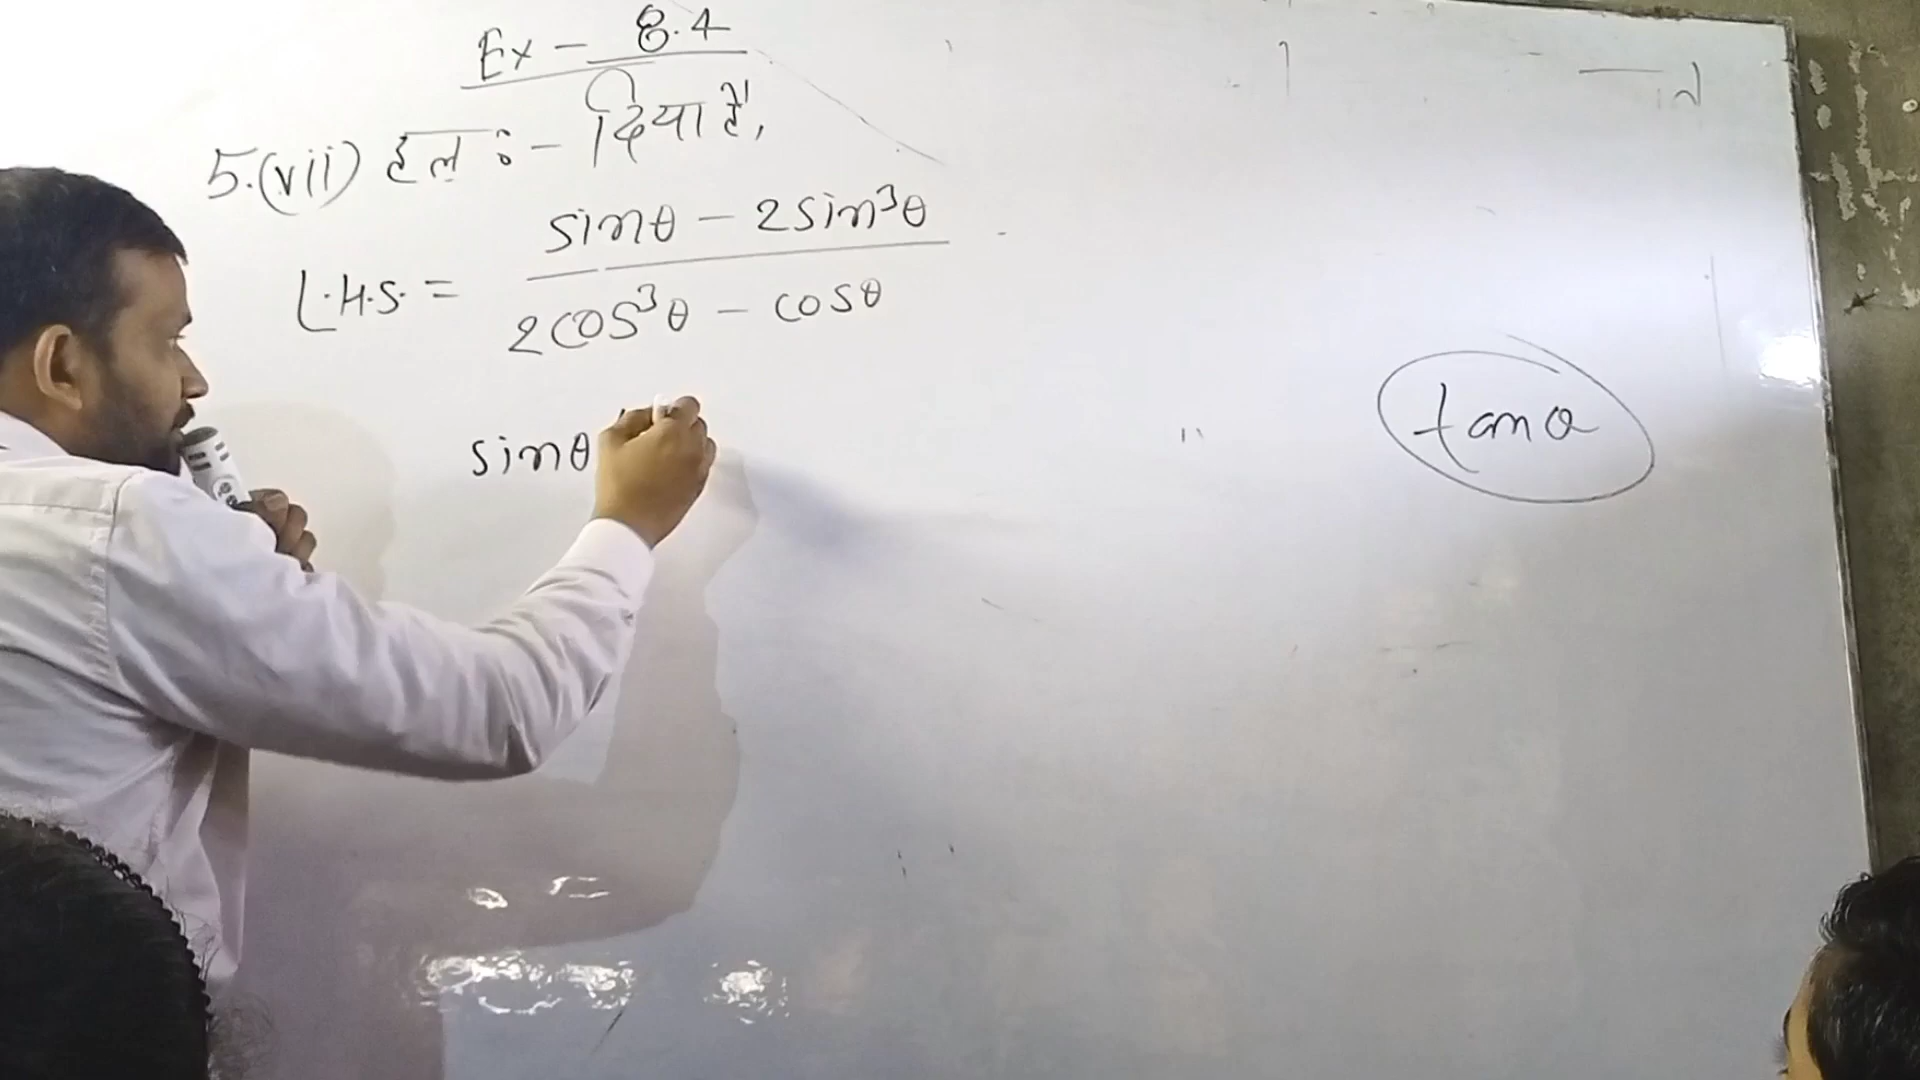 Ex - 8.4
5.(vii) हल :- दिया है,
L.H.S. = sinθ - 2sin³θ
2cos³θ - cosθ
sinθ
tanθ